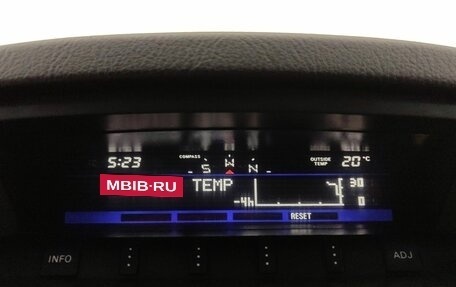 COMPASS
5:23 S W N OUTSIDE TEMP 20°C
MBIB·RU TEMP 30
-4h 0
RESET
INFO ADJ